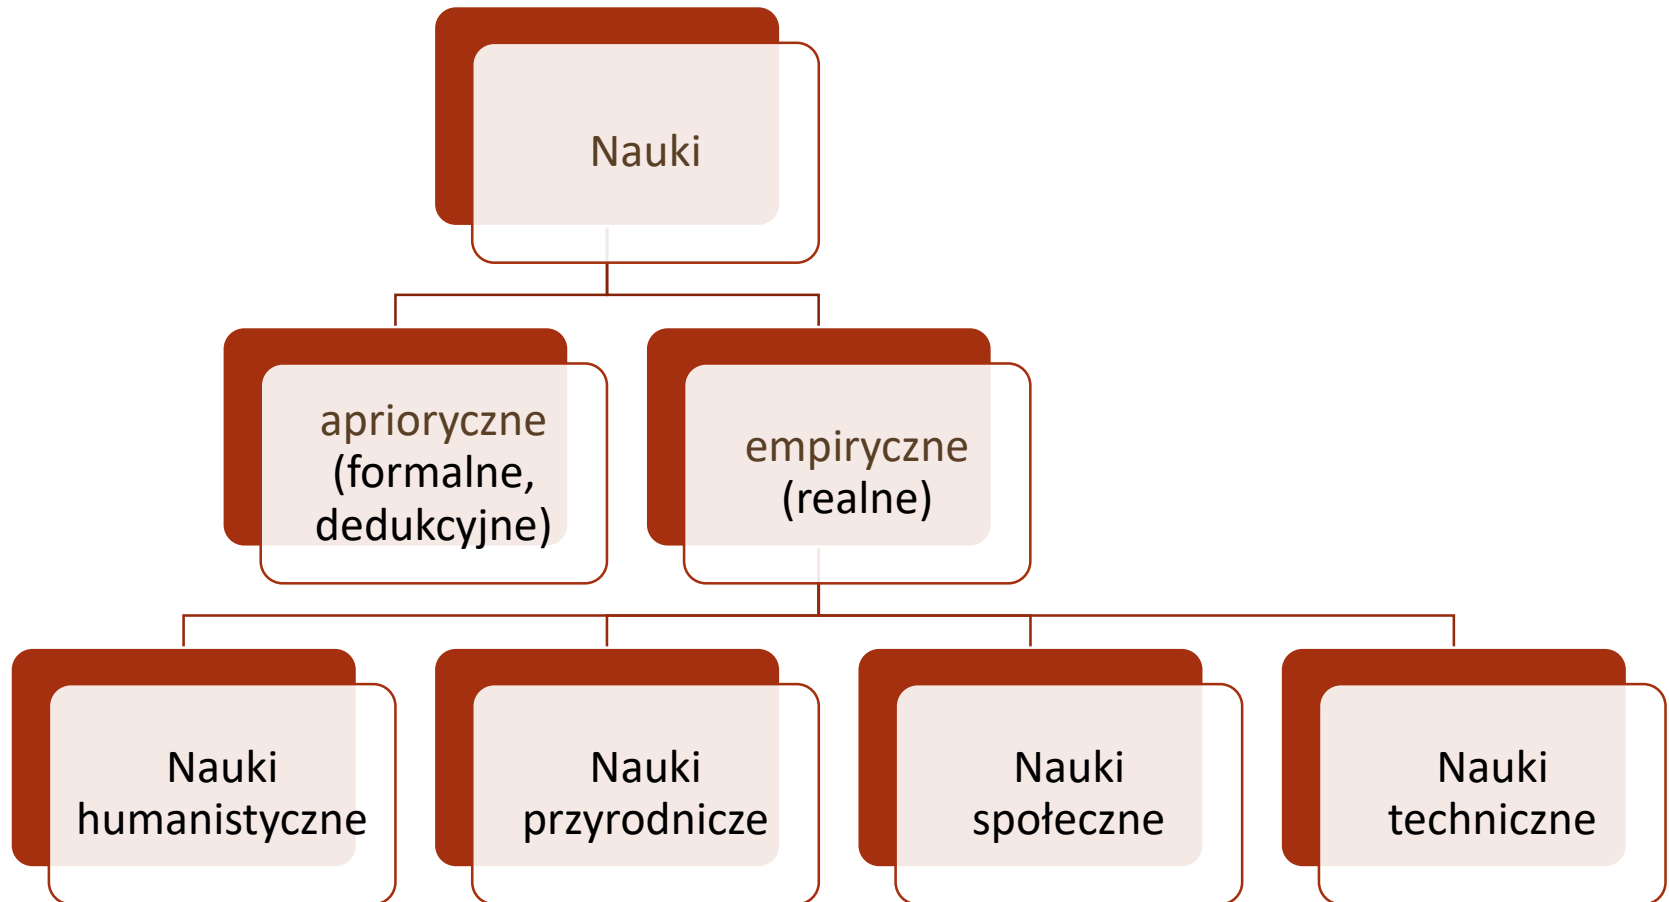 Nauki
aprioryczne
(formalne,
dedukcyjne)
empiryczne
(realne)
Nauki
humanistyczne
Nauki
przyrodnicze
Nauki
społeczne
Nauki
techniczne